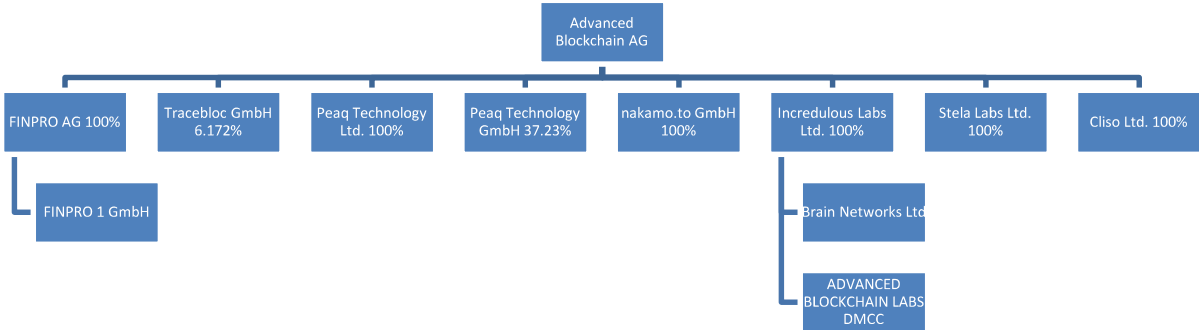 Advanced
Blockchain AG
FINPRO AG 100%
Tracebloc GmbH
6.172%
Peaq Technology
Ltd. 100%
Peaq Technology
GmbH 37.23%
nakamo.to GmbH
100%
Incredulous Labs
Ltd. 100%
Stela Labs Ltd.
100%
Cliso Ltd. 100%
FINPRO 1 GmbH
Brain Networks Ltd
ADVANCED
BLOCKCHAIN LABS
DMCC